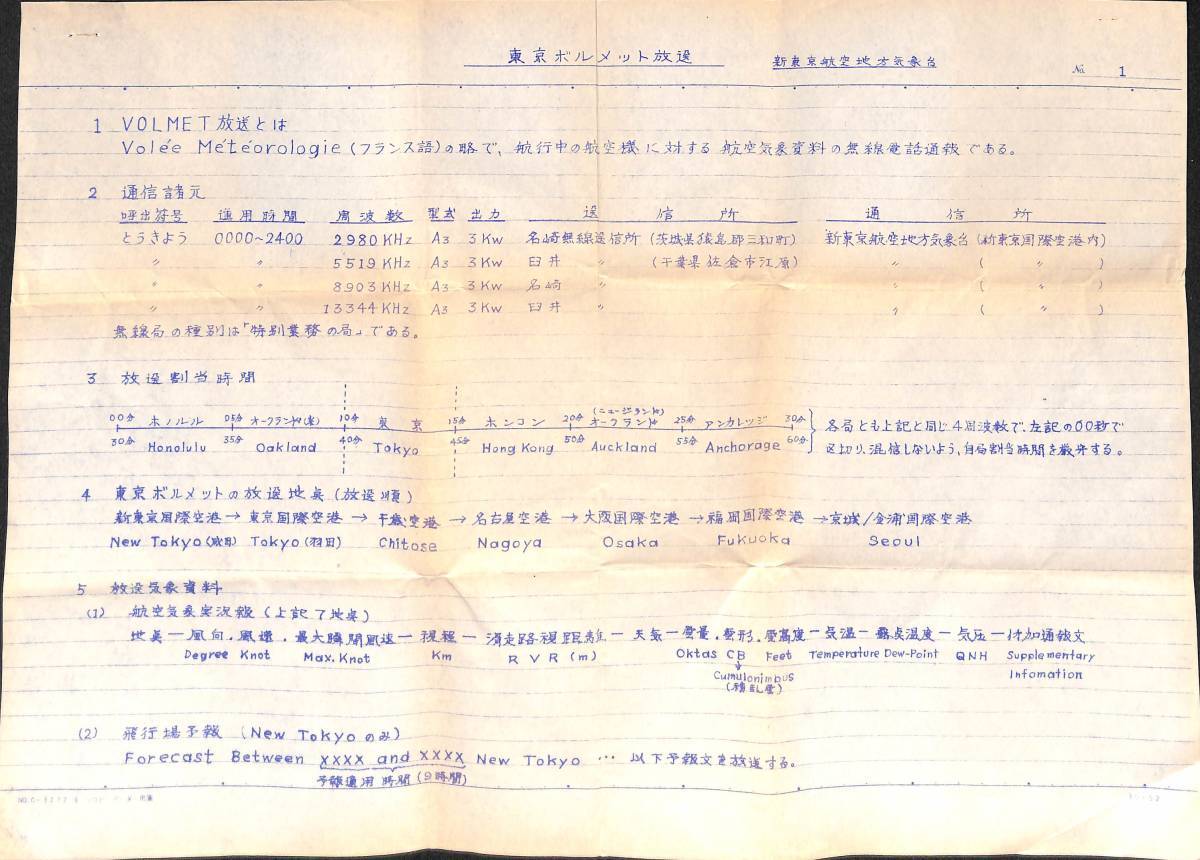 東京ボルメット放送 新東京航空地方気象台 No. 1
1 VOLMET放送とは
Volée Météorologie(フランス語)の略で、航行中の航空機に対する航空気象資料の無線電話通報である。
2 通信諸元
呼出符号 運用時間 周波数 型式 出力 送信所 通信所
とうきょう 0000~2400 2980KHz A3 3Kw 名崎無線送信所(茨城県猿島郡三和町) 新東京航空地方気象台(新東京国際空港内)
〃 〃 5519KHz A3 3Kw 臼井 〃 (千葉県佐倉市江原) 〃 ( 〃 )
〃 〃 8903KHz A3 3Kw 名崎 〃 〃 ( 〃 )
〃 〃 13344KHz A3 3Kw 臼井 〃 〃 ( 〃 )
無線局の種別は「特別業務の局」である。
3 放送割当時間
(ニュージランド)
00分 ホノルル 05分 オークランド(米) 10分 東京 15分 ホンコン 20分 オークランド 25分 アンカレッジ 30分
30分 Honolulu 35分 Oakland 40分 Tokyo 45分 Hong Kong 50分 Auckland 55分 Anchorage 60分
各局とも上記と同じ4周波数で、左記の00秒で
区切り、混信しないよう、自局割当時間を厳守する。
4 東京ボルメットの放送地点(放送順)
新東京国際空港→東京国際空港→千歳空港→名古屋空港→大阪国際空港→福岡国際空港→京城/金浦国際空港
New Tokyo(成田) Tokyo(羽田) Chitose Nagoya Osaka Fukuoka Seoul
5 放送気象資料
(1) 航空気象実況報(上記7地点)
地点―風向.風速.最大瞬間風速―視程―滑走路視距離―天気―雲量.雲形.雲高度―気温―露点温度―気圧―付加通報文
Degree Knot Max.Knot Km RVR(m) Oktas CB Feet Temperature Dew-Point QNH Supplementary
Infomation
↓
Cumulonimbus
(積乱雲)
(2) 飛行場予報 (New Tokyoのみ)
Forecast Between XXXX and XXXX New Tokyo … 以下予報文を放送する。
予報適用時間(9時間)